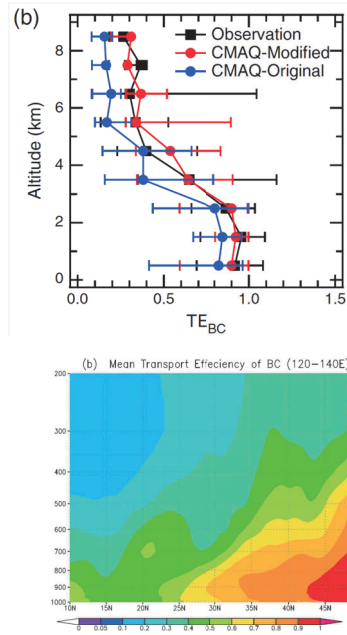 (b)
Observation
CMAQ-Modified
CMAQ-Original
8
6
4
2
0
Altitude (km)
0.0 0.5 1.0 1.5
TE_BC
(b) Mean Transport Effeciency of BC (120-140E)
200
300
400
500
600
700
800
900
1000
10N 15N 20N 25N 30N 35N 40N 45N
0 0.05 0.1 0.2 0.3 0.4 0.5 0.6 0.7 0.8 0.9